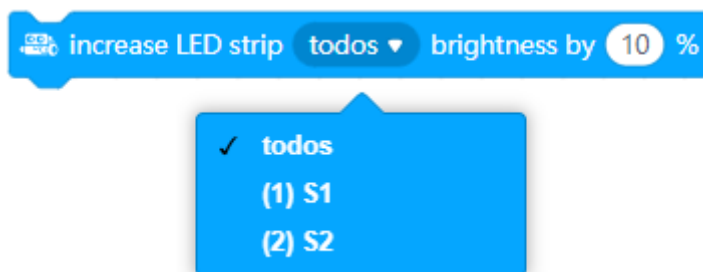 increase LED strip todos ▾ brightness by 10 %
✓ todos
(1) S1
(2) S2